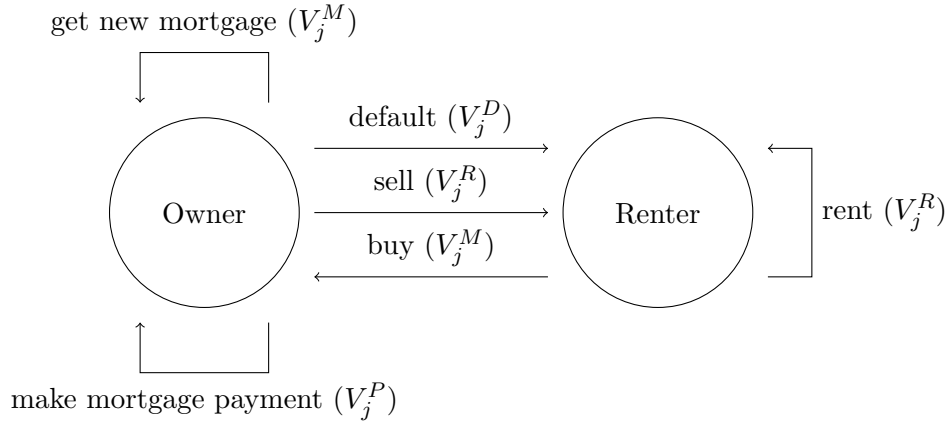 get new mortgage (V_j^M)
default (V_j^D)
sell (V_j^R)
Owner
Renter
rent (V_j^R)
buy (V_j^M)
make mortgage payment (V_j^P)